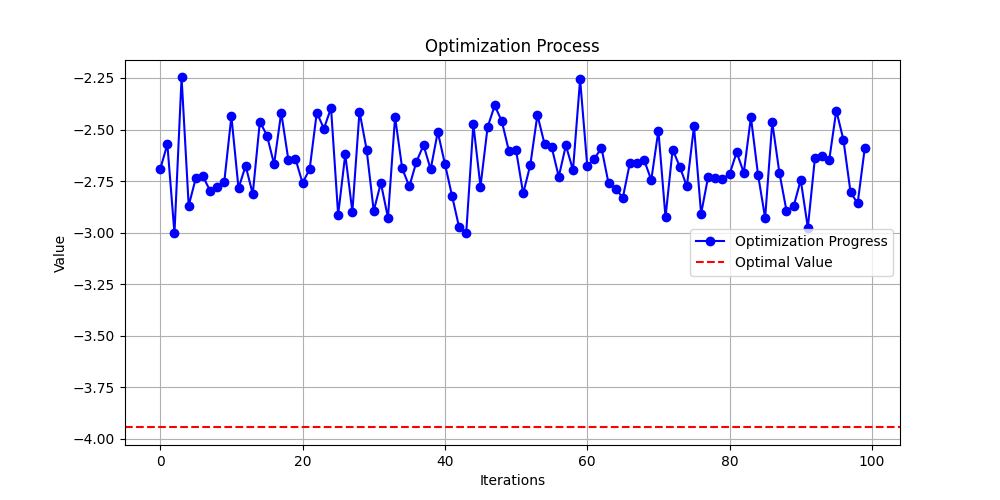 Optimization Process
Value
−2.25
−2.50
−2.75
−3.00
−3.25
−3.50
−3.75
−4.00
Optimization Progress
Optimal Value
0 20 40 60 80 100
Iterations